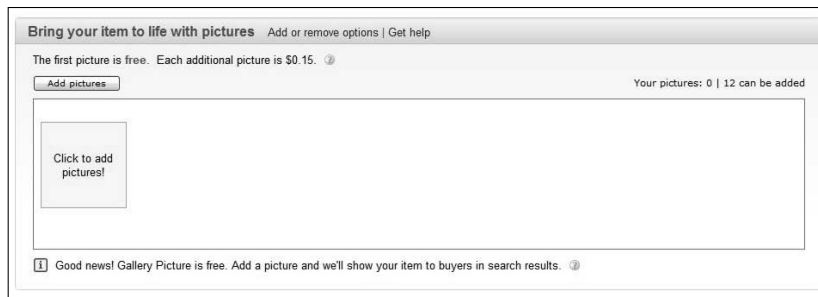 Bring your item to life with pictures Add or remove options | Get help
The first picture is free. Each additional picture is $0.15.
Add pictures Your pictures: 0 | 12 can be added
Click to add
pictures!
Good news! Gallery Picture is free. Add a picture and we'll show your item to buyers in search results.